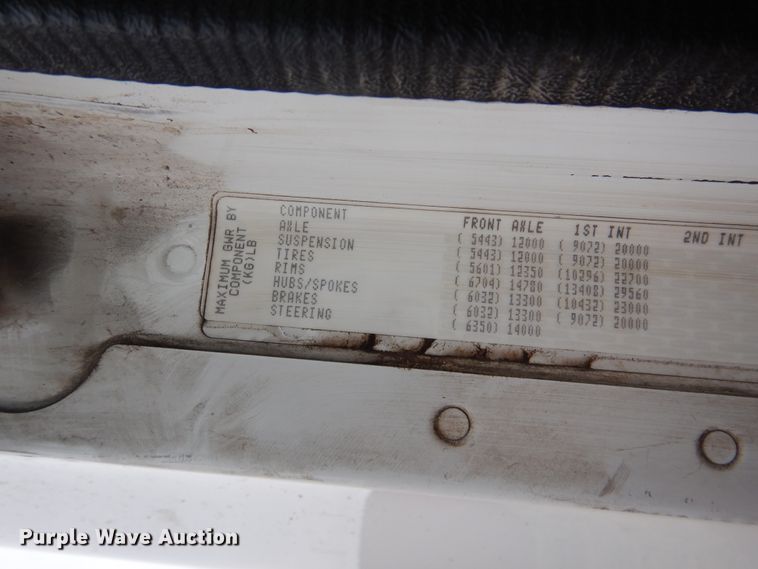 MAXIMUM GWR BY
COMPONENT
(KG)LB
COMPONENT FRONT AXLE 1ST INT 2ND INT
AXLE ( 5443) 12000 ( 9072) 20000
SUSPENSION ( 5443) 12000 ( 9072) 20000
TIRES ( 5601) 12350 (10296) 22700
RIMS ( 6704) 14780 (13408) 29560
HUBS/SPOKES ( 6032) 13300 (10432) 23000
BRAKES ( 6032) 13300 ( 9072) 20000
STEERING ( 6350) 14000
Purple Wave Auction